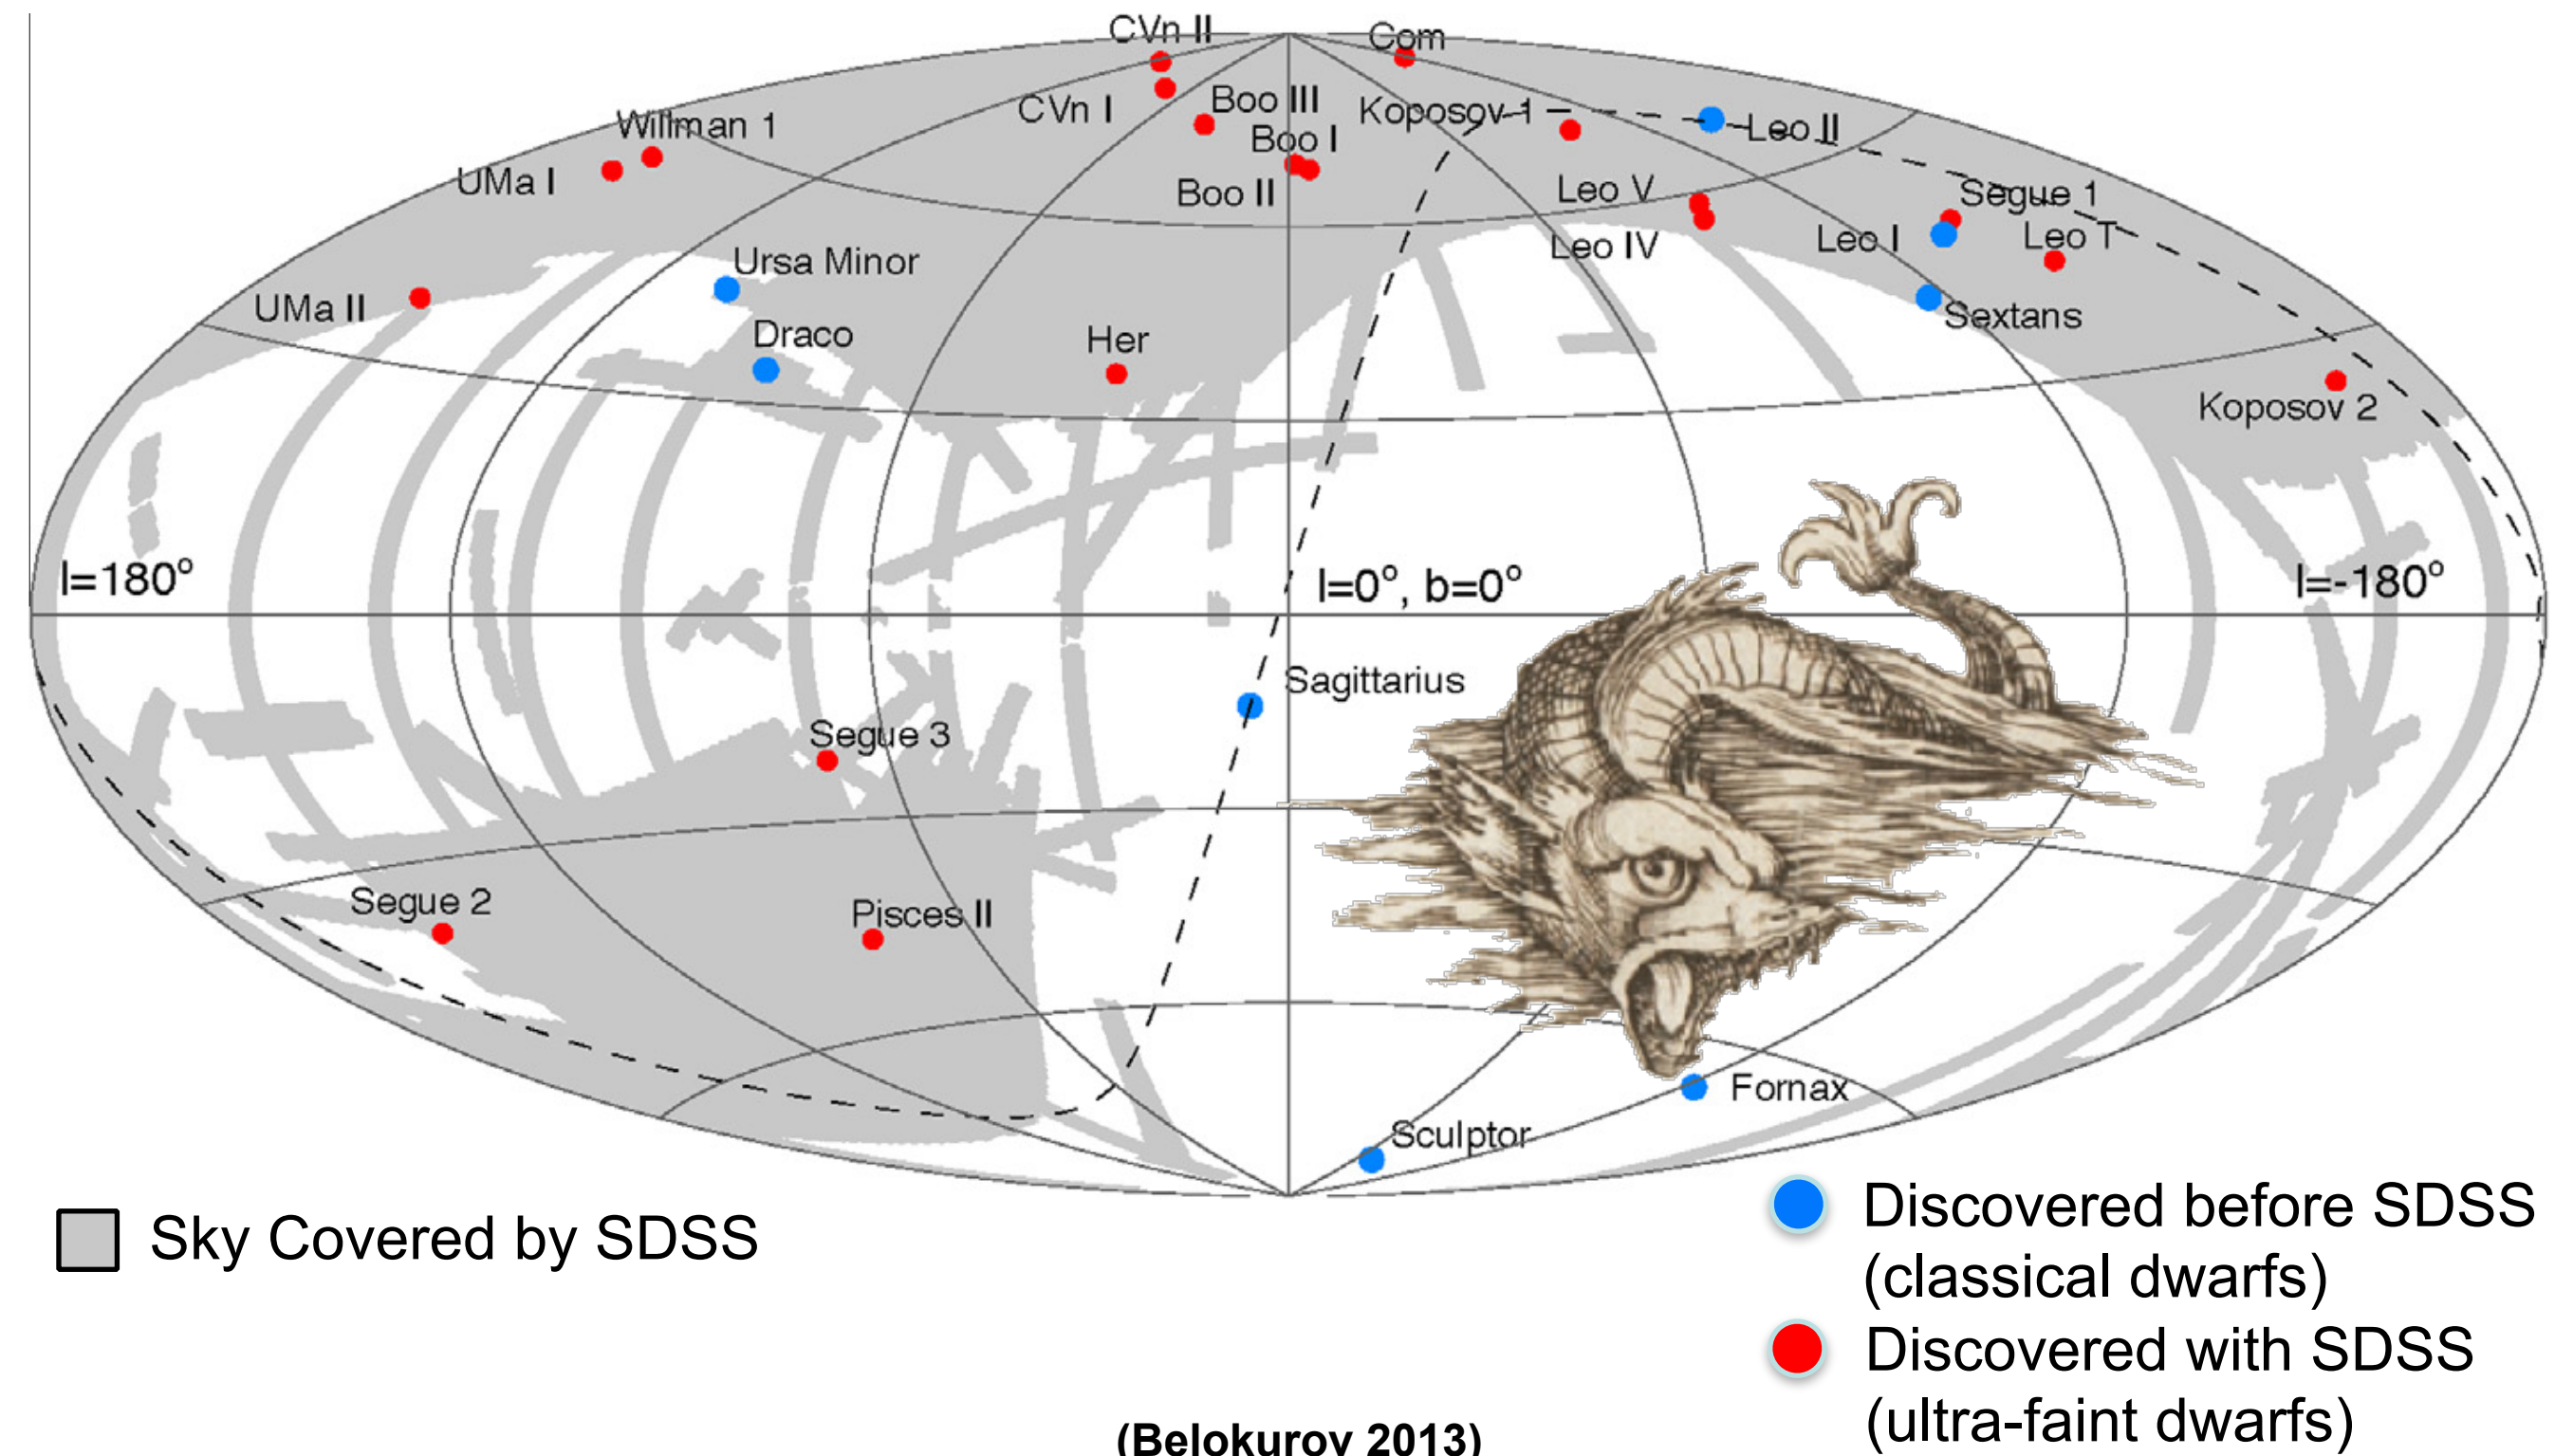 CVn II
Com
CVn I
Boo III
Koposov 1
Willman 1
Boo I
Leo II
UMa I
Boo II
Leo V
Segue 1
Leo IV
Leo I
Leo T
Ursa Minor
UMa II
Sextans
Draco
Her
Koposov 2
l=180°
l=0°, b=0°
l=-180°
Sagittarius
Segue 3
Segue 2
Pisces II
Fornax
Sculptor
Sky Covered by SDSS
Discovered before SDSS
(classical dwarfs)
Discovered with SDSS
(ultra-faint dwarfs)
(Belokurov 2013)